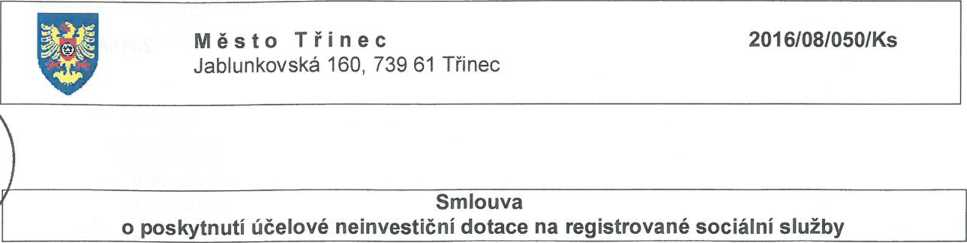 Město Třinec 2016/08/050/Ks
Jablunkovská 160, 739 61 Třinec
Smlouva
o poskytnutí účelové neinvestiční dotace na registrované sociální služby